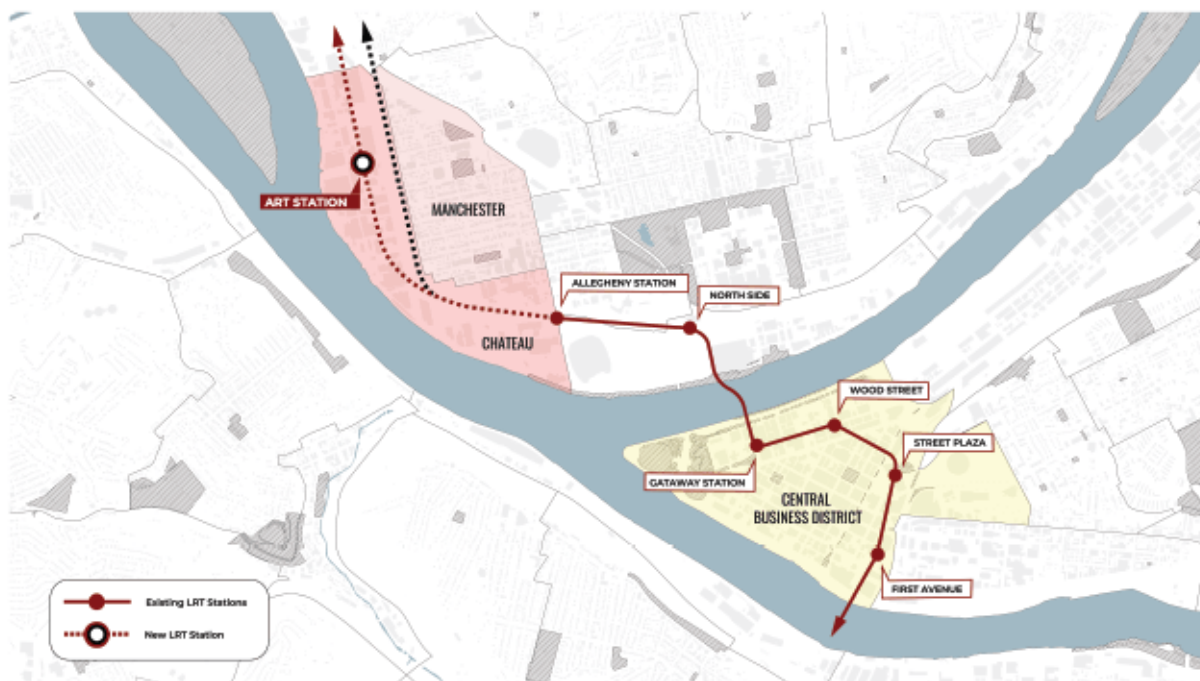 ART STATION
MANCHESTER
ALLEGHENY STATION
NORTH SIDE
CHATEAU
WOOD STREET
STREET PLAZA
GATAWAY STATION
CENTRAL
BUSINESS DISTRICT
FIRST AVENUE
Existing LRT Stations
New LRT Station